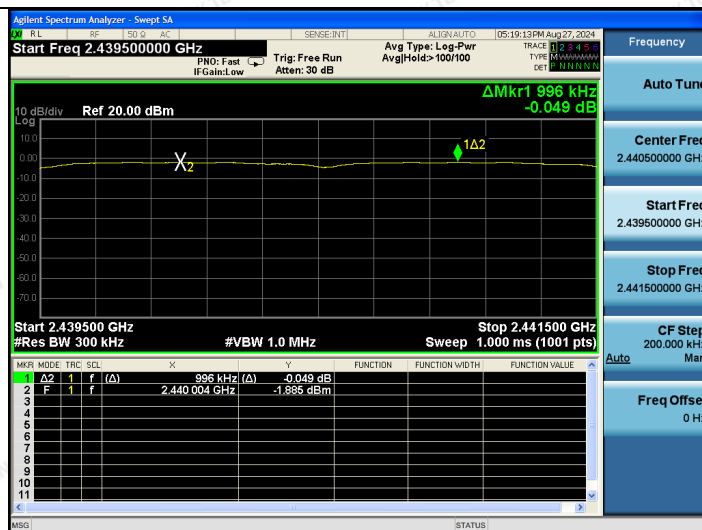 Agilent Spectrum Analyzer - Swept SA
LXI RL RF 50 Ω AC SENSE:INT ALIGN AUTO 05:19:13 PM Aug 27, 2024
Start Freq 2.439500000 GHz
PNO: Fast
IFGain:Low
Trig: Free Run
Atten: 30 dB
Avg Type: Log-Pwr
Avg|Hold:>100/100
TRACE 1 2 3 4 5 6
TYPE MWWWWW
DET P N N N N N
ΔMkr1 996 kHz
-0.049 dB
10 dB/div Ref 20.00 dBm
Log
10.0
0.00
-10.0
-20.0
-30.0
-40.0
-50.0
-60.0
-70.0
X2
1Δ2
Start 2.439500 GHz Stop 2.441500 GHz
#Res BW 300 kHz #VBW 1.0 MHz Sweep 1.000 ms (1001 pts)
MKR MODE TRC SCL X Y FUNCTION FUNCTION WIDTH FUNCTION VALUE
1 Δ2 1 f (Δ) 996 kHz (Δ) -0.049 dB
2 F 1 f 2.440 004 GHz -1.885 dBm
3
4
5
6
7
8
9
10
11
MSG STATUS
Frequency
Auto Tune
Center Freq
2.440500000 GHz
Start Freq
2.439500000 GHz
Stop Freq
2.441500000 GHz
CF Step
200.000 kHz
Auto Man
Freq Offse
0 Hz